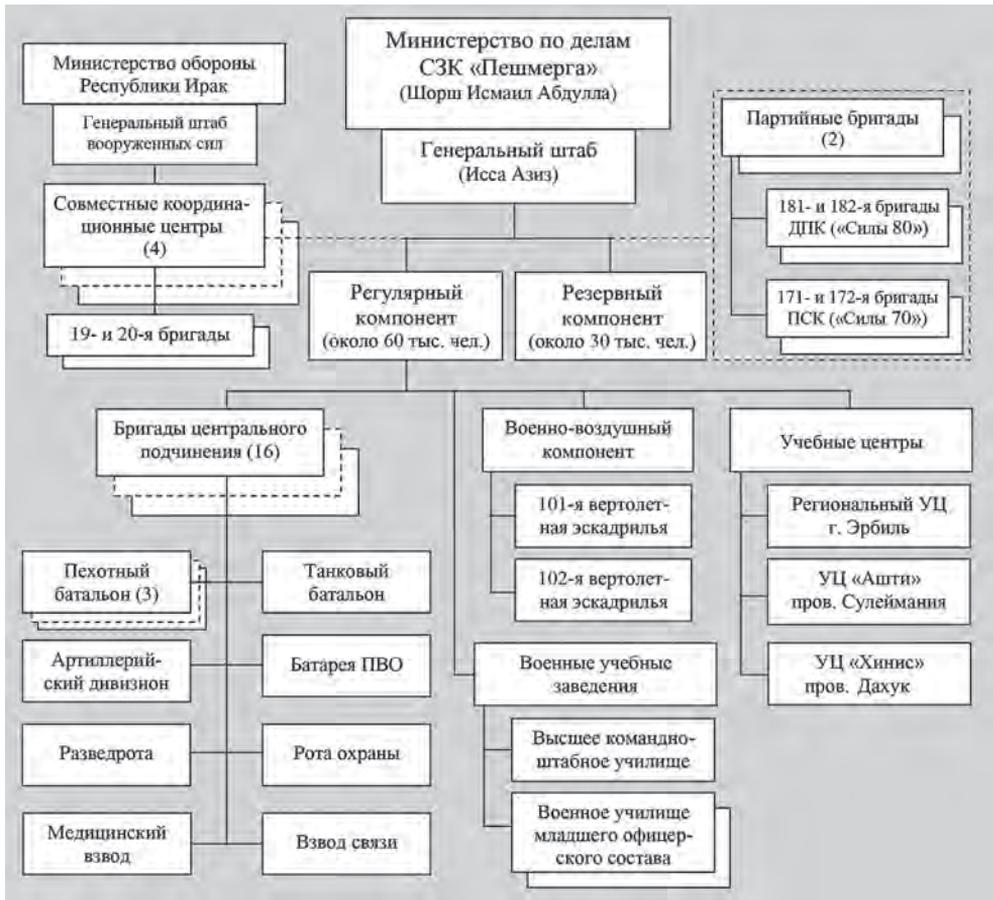 Министерство обороны
Республики Ирак
Генеральный штаб
вооруженных сил
Совместные координа-
ционные центры
(4)
19- и 20-я бригады
Министерство по делам
СЗК «Пешмерга»
(Шорш Исмаил Абдулла)
Генеральный штаб
(Исса Азиз)
Партийные бригады
(2)
181- и 182-я бригады
ДПК («Силы 80»)
171- и 172-я бригады
ПСК («Силы 70»)
Регулярный
компонент
(около 60 тыс. чел.)
Резервный
компонент
(около 30 тыс. чел.)
Бригады центрального
подчинения (16)
Пехотный
батальон (3)
Танковый
батальон
Артиллерий-
ский дивизион
Батарея ПВО
Разведрота
Рота охраны
Медицинский
взвод
Взвод связи
Военно-воздушный
компонент
101-я вертолет-
ная эскадрилья
102-я вертолет-
ная эскадрилья
Военные учебные
заведения
Высшее командно-
штабное училище
Военное училище
младшего офицер-
ского состава
Учебные центры
Региональный УЦ
г. Эрбиль
УЦ «Ашти»
пров. Сулеймания
УЦ «Хинис»
пров. Дахук